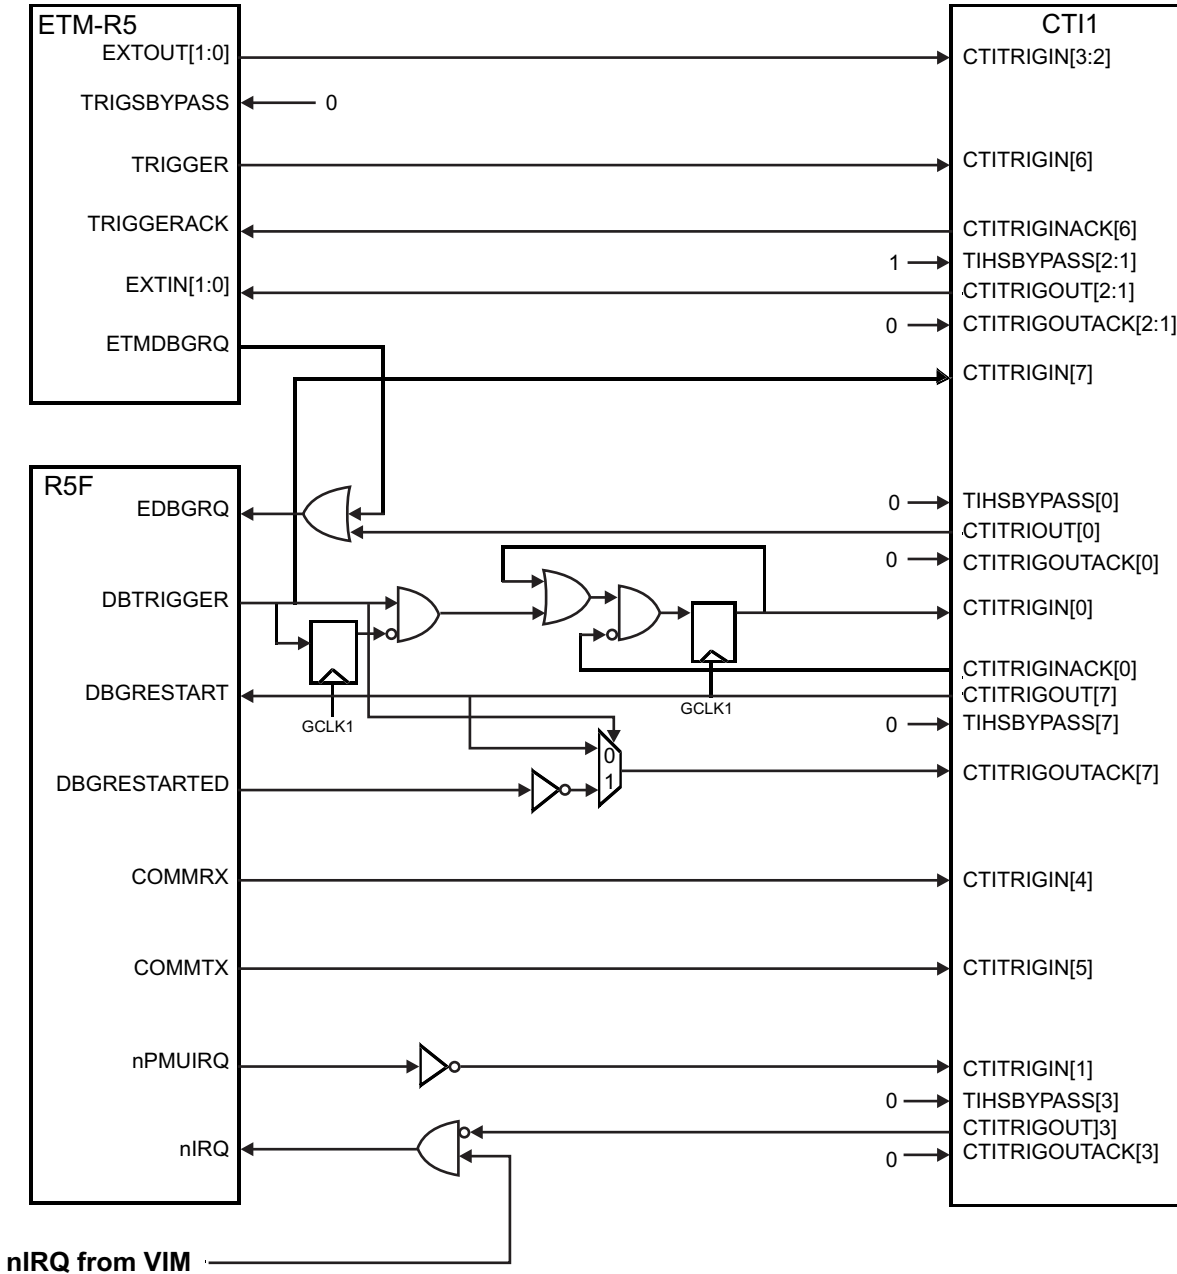 ETM-R5
EXTOUT[1:0]
TRIGSBYPASS
0
TRIGGER
TRIGGERACK
EXTIN[1:0]
ETMDBGRQ
CTI1
CTITRIGIN[3:2]
CTITRIGIN[6]
CTITRIGINACK[6]
1
TIHSBYPASS[2:1]
CTITRIGOUT[2:1]
0
CTITRIGOUTACK[2:1]
CTITRIGIN[7]
R5F
EDBGRQ
DBTRIGGER
DBGRESTART
DBGRESTARTED
COMMRX
COMMTX
nPMUIRQ
nIRQ
GCLK1
GCLK1
0
1
0
TIHSBYPASS[0]
CTITRIOUT[0]
0
CTITRIGOUTACK[0]
CTITRIGIN[0]
CTITRIGINACK[0]
CTITRIGOUT[7]
0
TIHSBYPASS[7]
CTITRIGOUTACK[7]
CTITRIGIN[4]
CTITRIGIN[5]
CTITRIGIN[1]
0
TIHSBYPASS[3]
CTITRIGOUT]3]
0
CTITRIGOUTACK[3]
nIRQ from VIM